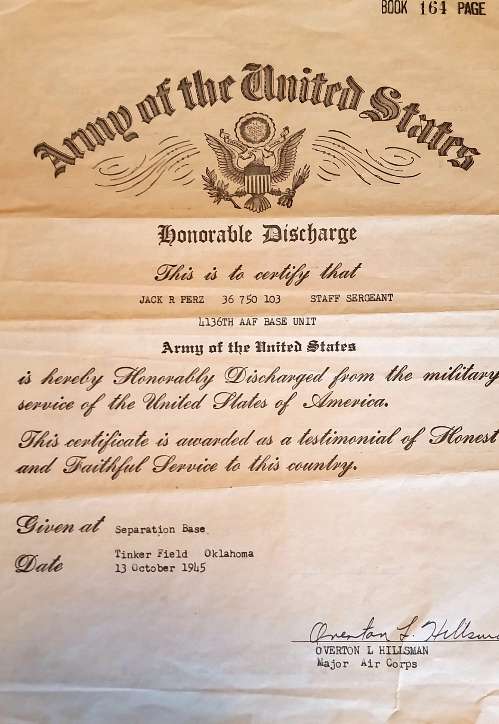 BOOK 164 PAGE
Army of the United States
Honorable Discharge
This is to certify that
JACK R PERZ 36 750 103 STAFF SERGEANT
4136TH AAF BASE UNIT
Army of the United States
is hereby Honorably Discharged from the military
service of the United States of America.
This certificate is awarded as a testimonial of Honest
and Faithful Service to this country.
Given at Separation Base
Tinker Field Oklahoma
Date 13 October 1945
Overton L. Hillsma
OVERTON L HILLSMAN
Major Air Corps